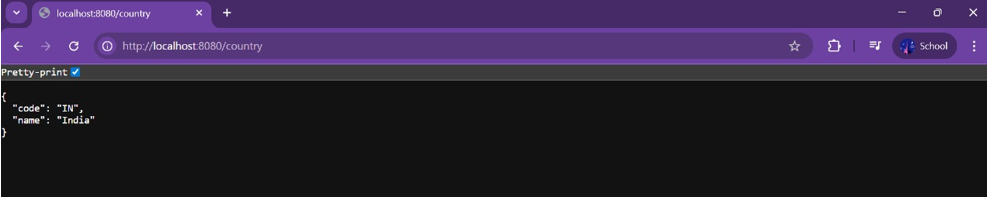 localhost:8080/country
http://localhost:8080/country
School
Pretty-print
{
  "code": "IN",
  "name": "India"
}